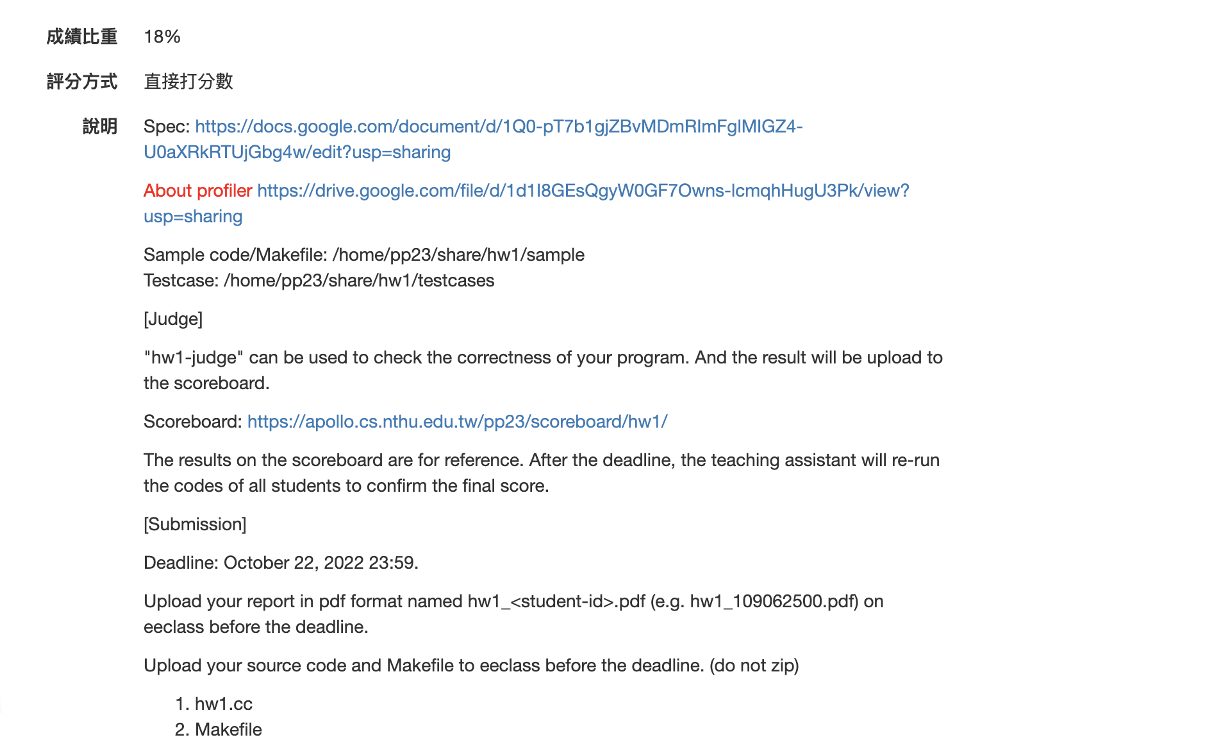 成績比重 18%
評分方式 直接打分數
說明 Spec: https://docs.google.com/document/d/1Q0-pT7b1gjZBvMDmRlmFglMIGZ4-
U0aXRkRTUjGbg4w/edit?usp=sharing
About profiler https://drive.google.com/file/d/1d1I8GEsQgyW0GF7Owns-lcmqhHugU3Pk/view?
usp=sharing
Sample code/Makefile: /home/pp23/share/hw1/sample
Testcase: /home/pp23/share/hw1/testcases
[Judge]
"hw1-judge" can be used to check the correctness of your program. And the result will be upload to
the scoreboard.
Scoreboard: https://apollo.cs.nthu.edu.tw/pp23/scoreboard/hw1/
The results on the scoreboard are for reference. After the deadline, the teaching assistant will re-run
the codes of all students to confirm the final score.
[Submission]
Deadline: October 22, 2022 23:59.
Upload your report in pdf format named hw1_<student-id>.pdf (e.g. hw1_109062500.pdf) on
eeclass before the deadline.
Upload your source code and Makefile to eeclass before the deadline. (do not zip)
1. hw1.cc
2. Makefile